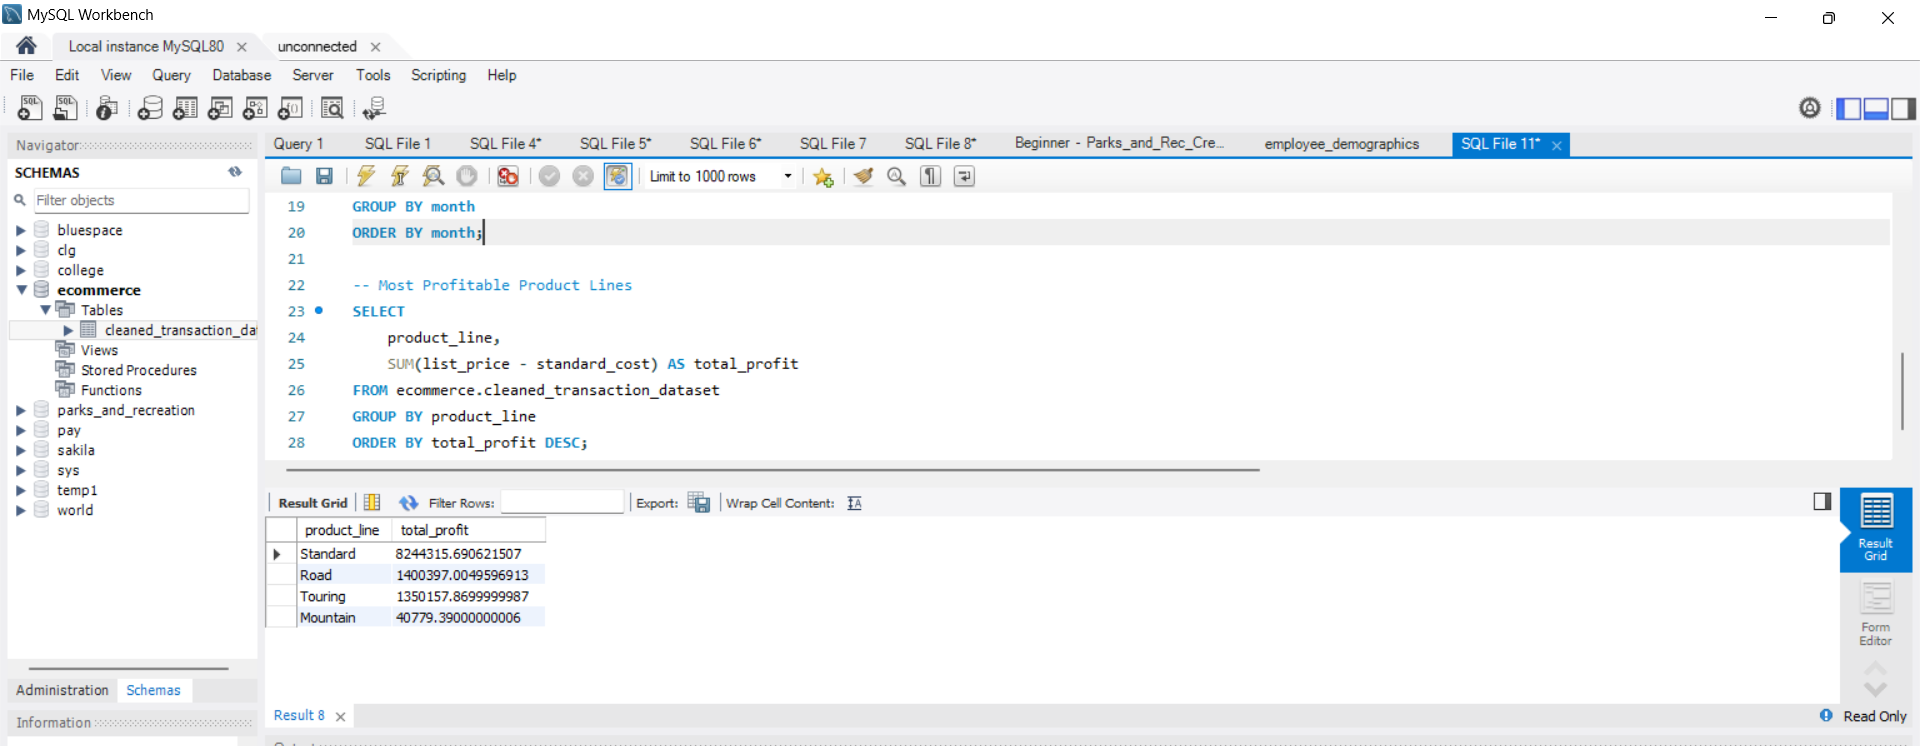 MySQL Workbench
Local instance MySQL80
unconnected
File Edit View Query Database Server Tools Scripting Help
Navigator
SCHEMAS
Filter objects
bluespace
clg
college
ecommerce
Tables
cleaned_transaction_da
Views
Stored Procedures
Functions
parks_and_recreation
pay
sakila
sys
temp1
world
Administration Schemas
Information
Query 1 SQL File 1 SQL File 4* SQL File 5* SQL File 6* SQL File 7 SQL File 8* Beginner - Parks_and_Rec_Cre... employee_demographics SQL File 11*
Limit to 1000 rows
19 GROUP BY month
20 ORDER BY month;
21
22 -- Most Profitable Product Lines
23 SELECT
24 product_line,
25 SUM(list_price - standard_cost) AS total_profit
26 FROM ecommerce.cleaned_transaction_dataset
27 GROUP BY product_line
28 ORDER BY total_profit DESC;
Result Grid Filter Rows: Export: Wrap Cell Content:
product_line total_profit
Standard 8244315.690621507
Road 1400397.0049596913
Touring 1350157.8699999987
Mountain 40779.39000000006
Result Grid
Form Editor
Result 8
Read Only